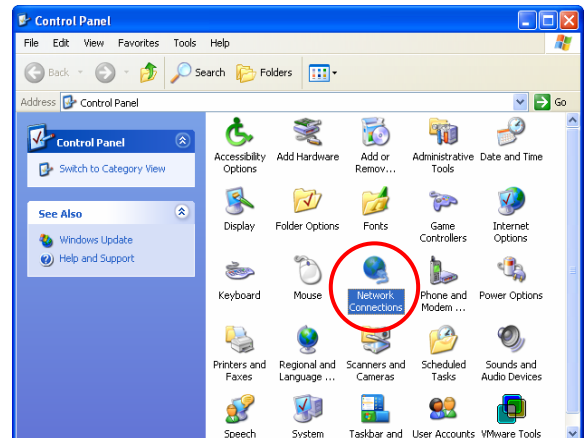 Control Panel
File Edit View Favorites Tools Help
Back Search Folders
Address Control Panel Go
Control Panel
Switch to Category View
See Also
Windows Update
Help and Support
Accessibility Options
Add Hardware
Add or Remov...
Administrative Tools
Date and Time
Display
Folder Options
Fonts
Game Controllers
Internet Options
Keyboard
Mouse
Network Connections
Phone and Modem ...
Power Options
Printers and Faxes
Regional and Language ...
Scanners and Cameras
Scheduled Tasks
Sounds and Audio Devices
Speech
System
Taskbar and
User Accounts
VMware Tools